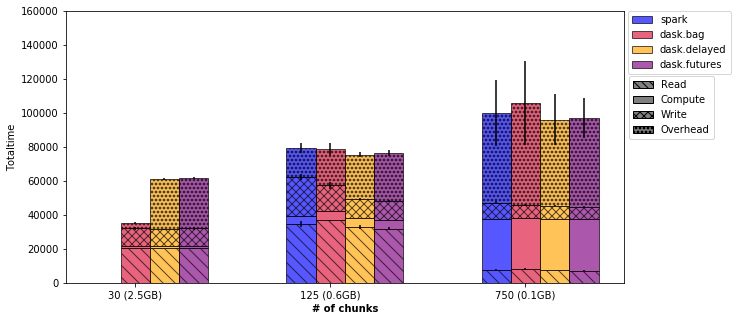 160000
140000
120000
100000
80000
60000
40000
20000
0
Totaltime
30 (2.5GB)
125 (0.6GB)
750 (0.1GB)
# of chunks
spark
dask.bag
dask.delayed
dask.futures
Read
Compute
Write
Overhead